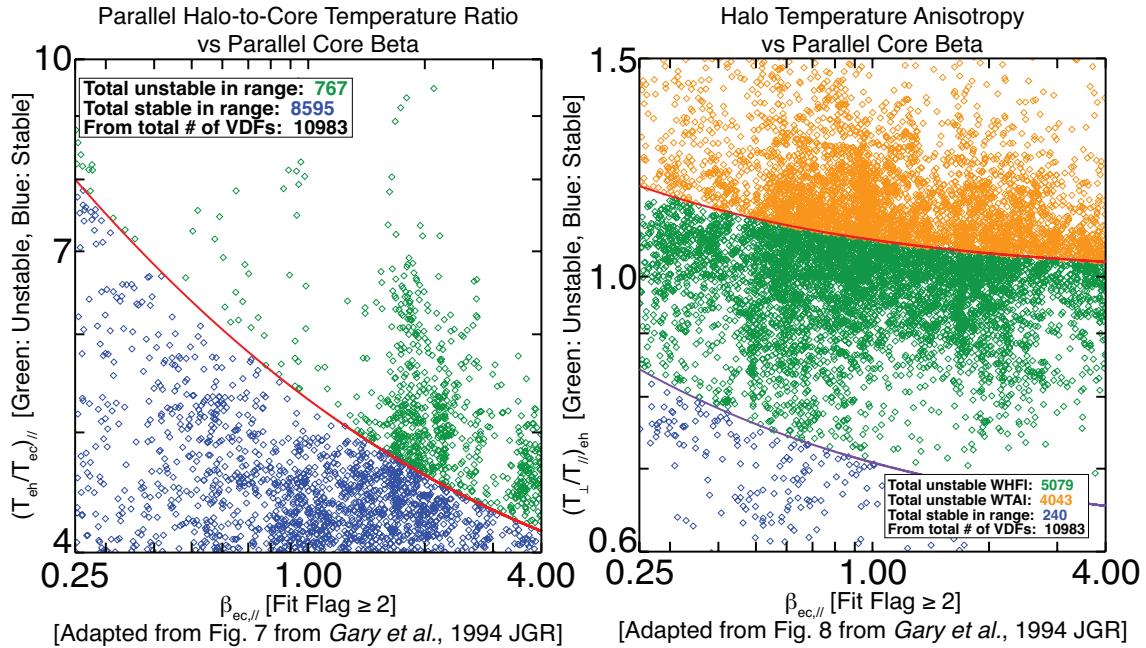 Parallel Halo-to-Core Temperature Ratio
vs Parallel Core Beta
(T_eh/T_ec)_// [Green: Unstable, Blue: Stable]
10
7
4
Total unstable in range: 767
Total stable in range: 8595
From total # of VDFs: 10983
0.25
1.00
4.00
β_ec,// [Fit Flag ≥ 2]
[Adapted from Fig. 7 from Gary et al., 1994 JGR]
Halo Temperature Anisotropy
vs Parallel Core Beta
(T_⊥/T_//)_eh [Green: Unstable, Blue: Stable]
1.5
1.0
0.6
Total unstable WHFI: 5079
Total unstable WTAI: 4043
Total stable in range: 240
From total # of VDFs: 10983
0.25
1.00
4.00
β_ec,// [Fit Flag ≥ 2]
[Adapted from Fig. 8 from Gary et al., 1994 JGR]